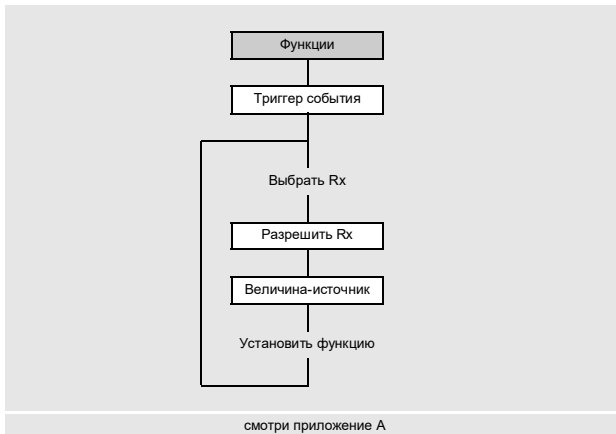 Функции
Триггер события
Выбрать Rx
Разрешить Rx
Величина-источник
Установить функцию
смотри приложение A